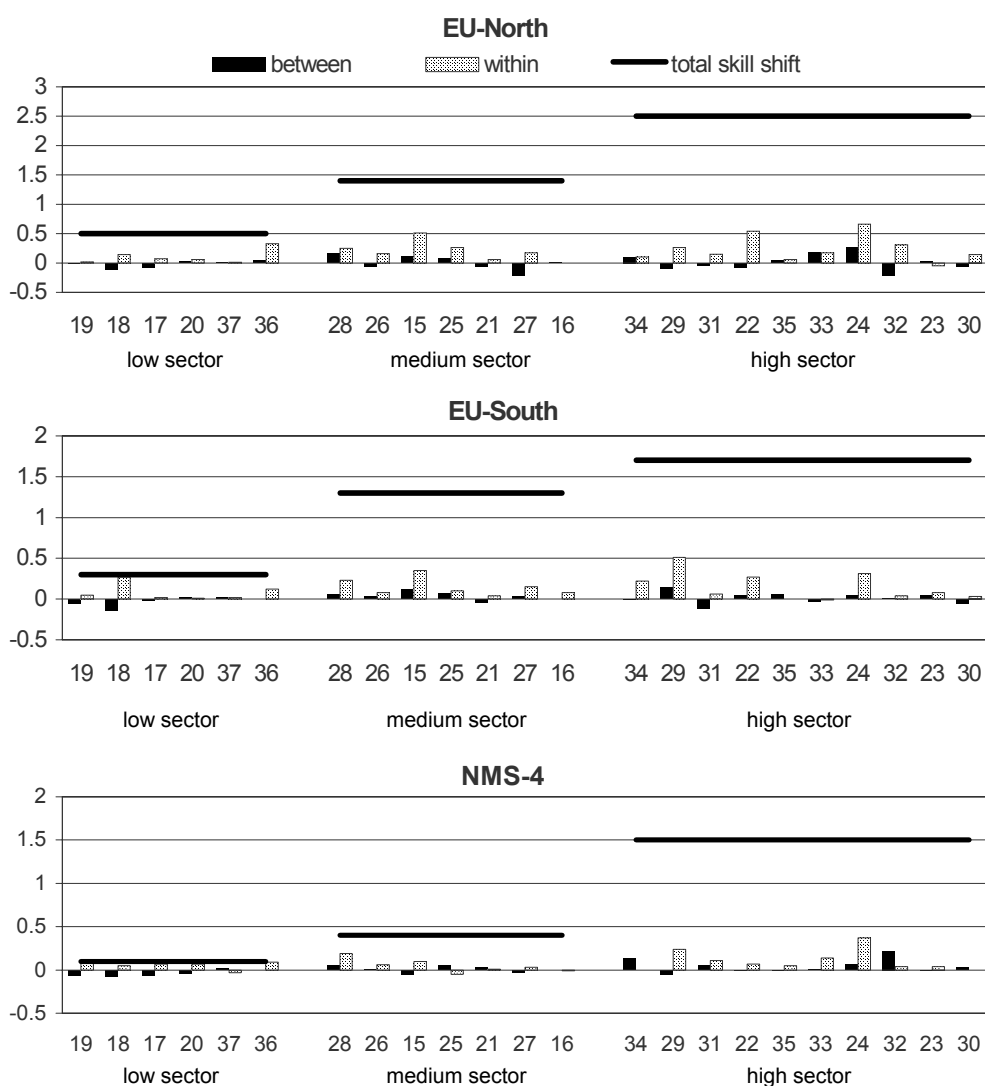 EU-North
between within total skill shift
3
2.5
2
1.5
1
0.5
0
-0.5
19 18 17 20 37 36 28 26 15 25 21 27 16 34 29 31 22 35 33 24 32 23 30
low sector medium sector high sector
EU-South
2
1.5
1
0.5
0
-0.5
19 18 17 20 37 36 28 26 15 25 21 27 16 34 29 31 22 35 33 24 32 23 30
low sector medium sector high sector
NMS-4
2
1.5
1
0.5
0
-0.5
19 18 17 20 37 36 28 26 15 25 21 27 16 34 29 31 22 35 33 24 32 23 30
low sector medium sector high sector